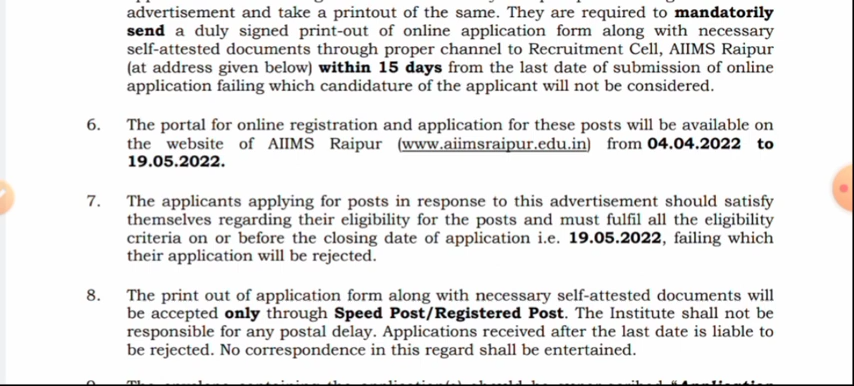 advertisement and take a printout of the same. They are required to mandatorily
send a duly signed print-out of online application form along with necessary
self-attested documents through proper channel to Recruitment Cell, AIIMS Raipur
(at address given below) within 15 days from the last date of submission of online
application failing which candidature of the applicant will not be considered.
6. The portal for online registration and application for these posts will be available on
the website of AIIMS Raipur (www.aiimsraipur.edu.in) from 04.04.2022 to
19.05.2022.
7. The applicants applying for posts in response to this advertisement should satisfy
themselves regarding their eligibility for the posts and must fulfil all the eligibility
criteria on or before the closing date of application i.e. 19.05.2022, failing which
their application will be rejected.
8. The print out of application form along with necessary self-attested documents will
be accepted only through Speed Post/Registered Post. The Institute shall not be
responsible for any postal delay. Applications received after the last date is liable to
be rejected. No correspondence in this regard shall be entertained.